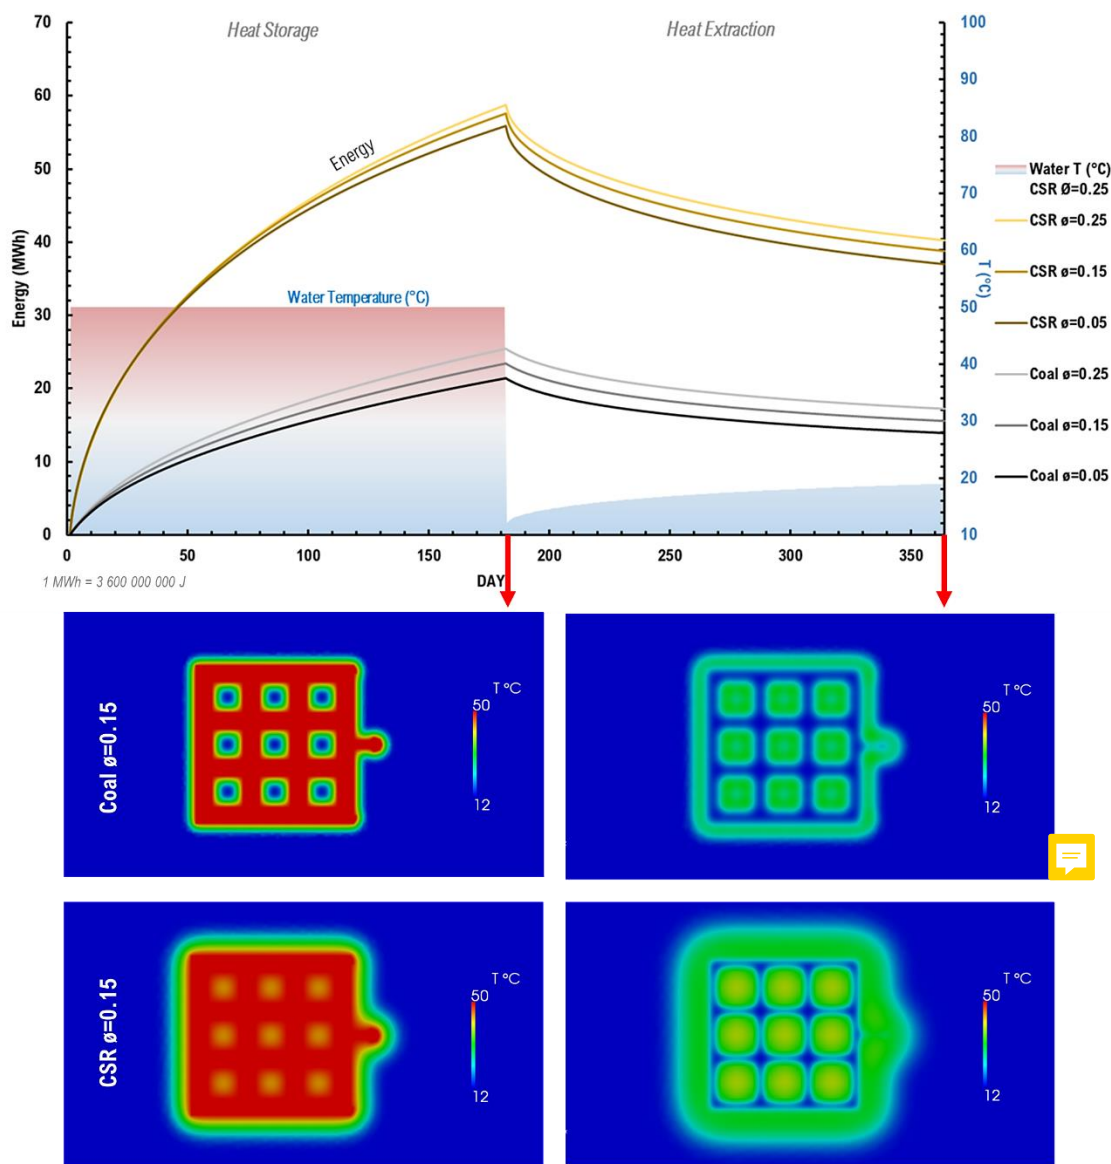 Heat Storage
Heat Extraction
70
60
50
40
30
20
10
0
Energy (MWh)
100
90
80
70
60
50
40
30
20
10
T (°C)
Energy
Water Temperature (°C)
0
50
100
150
200
250
300
350
DAY
1 MWh = 3 600 000 000 J
Water T (°C)
CSR Ø=0.25
CSR ø=0.25
CSR ø=0.15
CSR ø=0.05
Coal ø=0.25
Coal ø=0.15
Coal ø=0.05
Coal ø=0.15
T °C
50
12
T °C
50
12
CSR ø=0.15
T °C
50
12
T °C
50
12